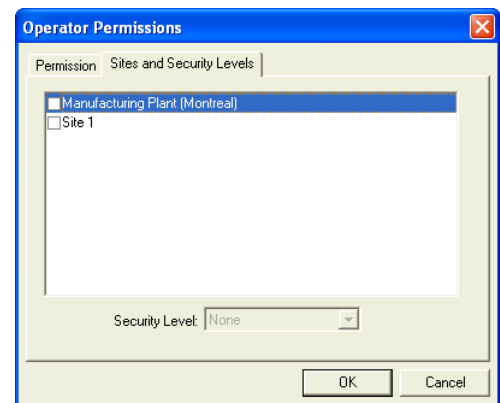 Operator Permissions
Permission Sites and Security Levels
Manufacturing Plant (Montreal)
Site 1
Security Level: None
OK Cancel